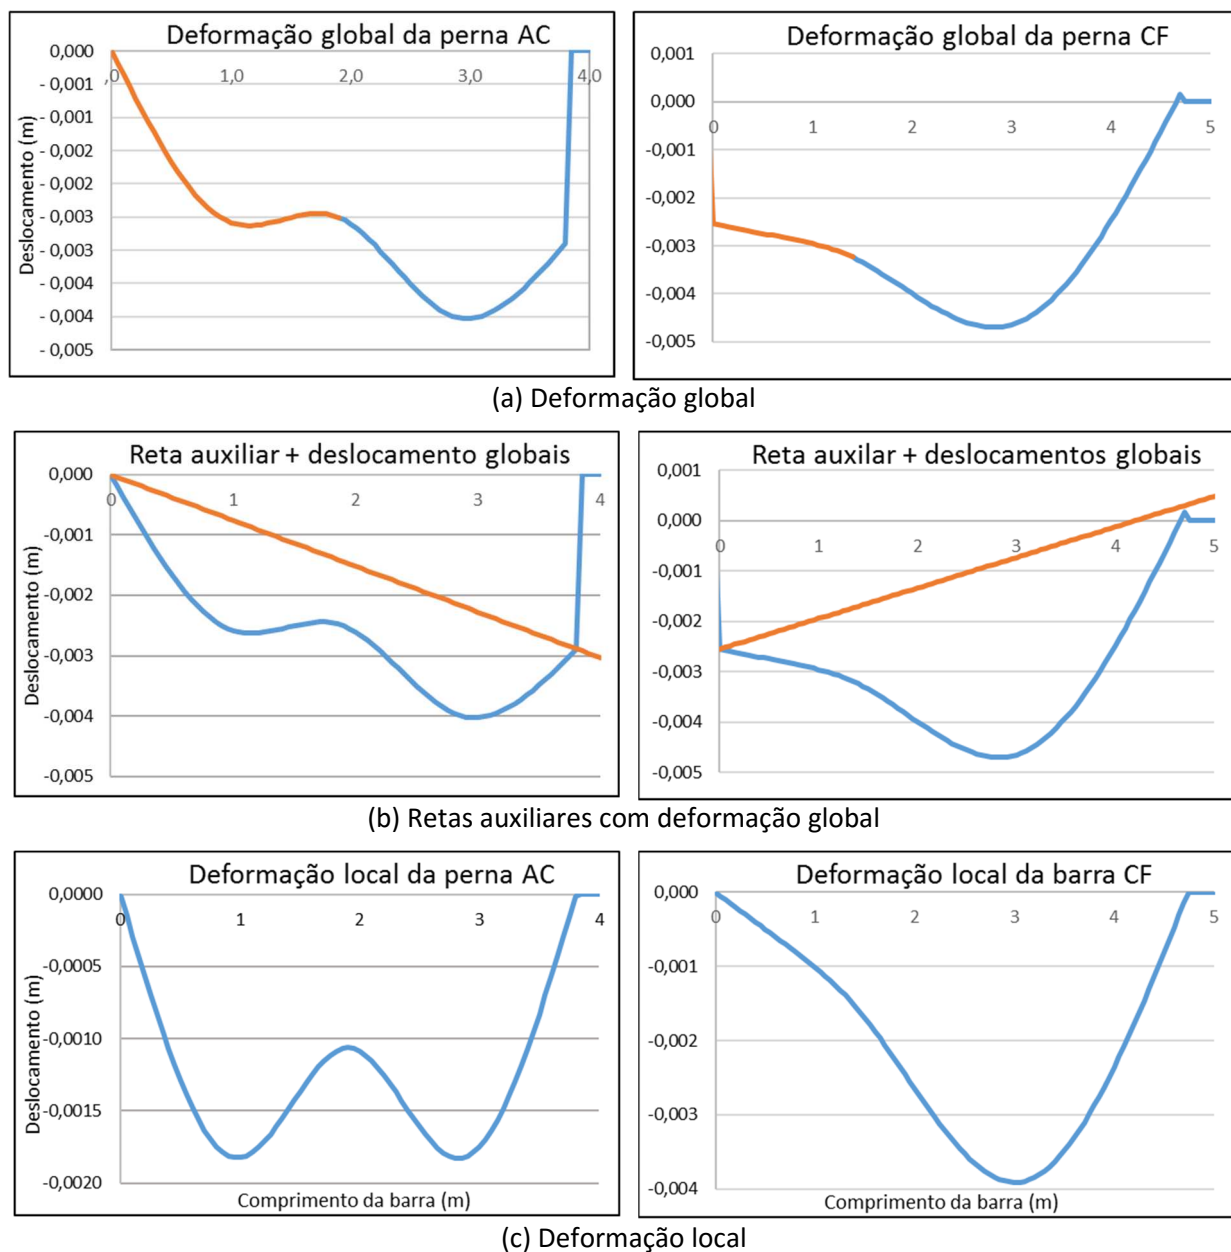 Deformação global da perna AC
0,000
- 0,001
- 0,001
- 0,002
- 0,002
- 0,003
- 0,003
- 0,004
- 0,004
- 0,005
,0 1,0 2,0 3,0 4,0
Deslocamento (m)
Deformação global da perna CF
0,001
0,000
-0,001
-0,002
-0,003
-0,004
-0,005
0 1 2 3 4 5
(a) Deformação global
Reta auxiliar + deslocamento globais
0,000
-0,001
-0,002
-0,003
-0,004
-0,005
0 1 2 3 4
Deslocamento (m)
Reta auxilar + deslocamentos globais
0,001
0,000
-0,001
-0,002
-0,003
-0,004
-0,005
0 1 2 3 4 5
(b) Retas auxiliares com deformação global
Deformação local da perna AC
0,0000
-0,0005
-0,0010
-0,0015
-0,0020
0 1 2 3 4
Deslocamento (m)
Comprimento da barra (m)
Deformação local da barra CF
0,000
-0,001
-0,002
-0,003
-0,004
0 1 2 3 4 5
Comprimento da barra (m)
(c) Deformação local